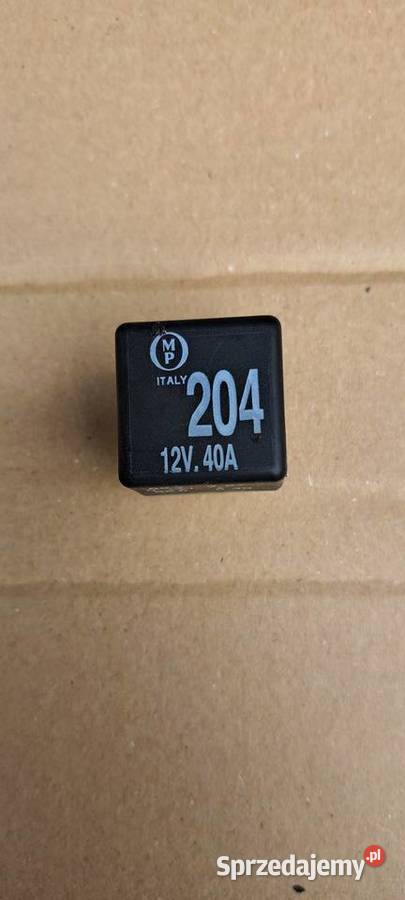 MP
ITALY
204
12V. 40A
Sprzedajemy.pl